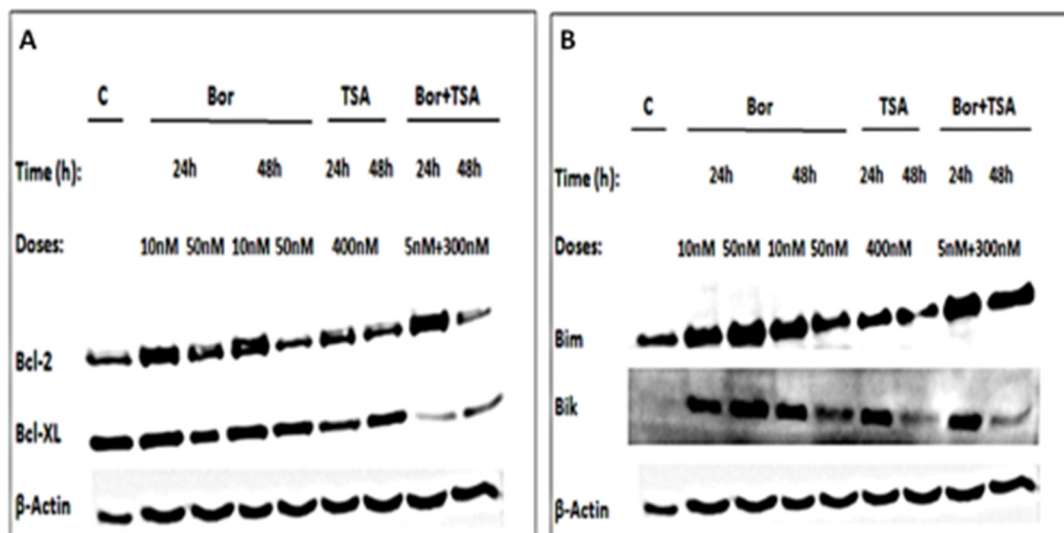 A
C Bor TSA Bor+TSA
Time (h): 24h 48h 24h 48h 24h 48h
Doses: 10nM 50nM 10nM 50nM 400nM 5nM+300nM
Bcl-2
Bcl-XL
β-Actin
B
C Bor TSA Bor+TSA
Time (h): 24h 48h 24h 48h 24h 48h
Doses: 10nM 50nM 10nM 50nM 400nM 5nM+300nM
Bim
Bik
β-Actin